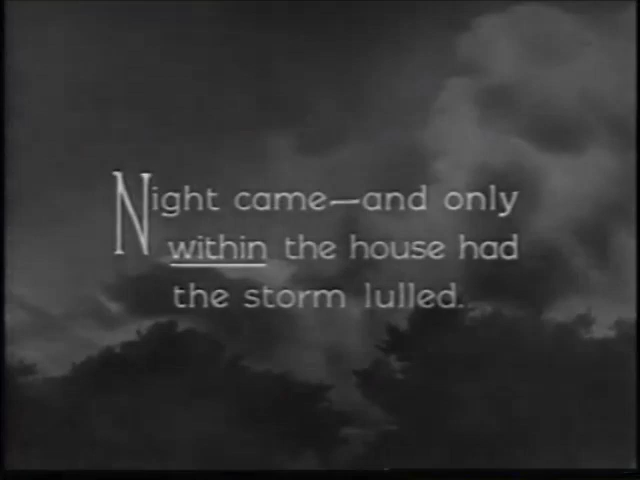 Night came—and only
within the house had
the storm lulled.